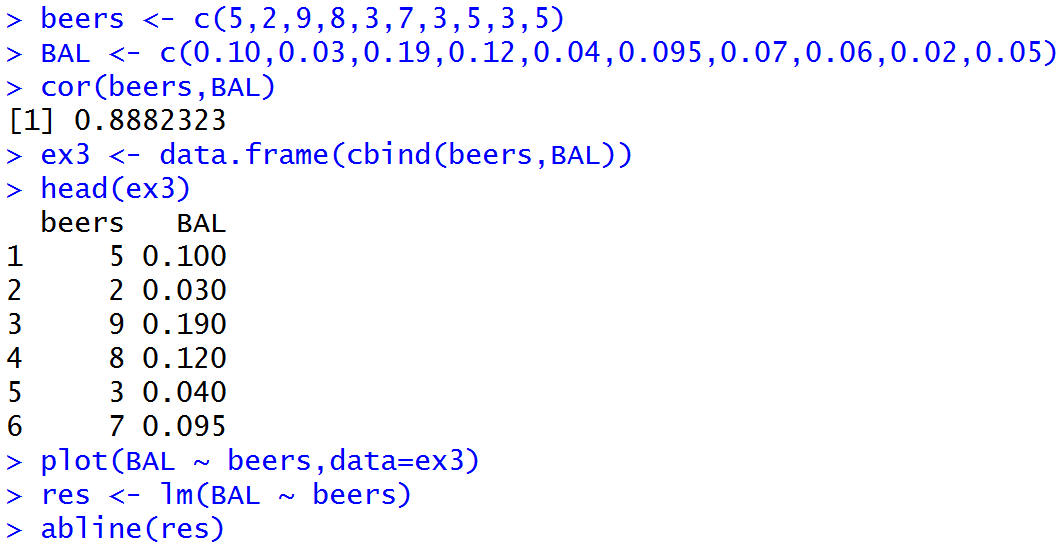 > beers <- c(5,2,9,8,3,7,3,5,3,5)
> BAL <- c(0.10,0.03,0.19,0.12,0.04,0.095,0.07,0.06,0.02,0.05)
> cor(beers,BAL)
[1] 0.8882323
> ex3 <- data.frame(cbind(beers,BAL))
> head(ex3)
  beers   BAL
1     5 0.100
2     2 0.030
3     9 0.190
4     8 0.120
5     3 0.040
6     7 0.095
> plot(BAL ~ beers,data=ex3)
> res <- lm(BAL ~ beers)
> abline(res)